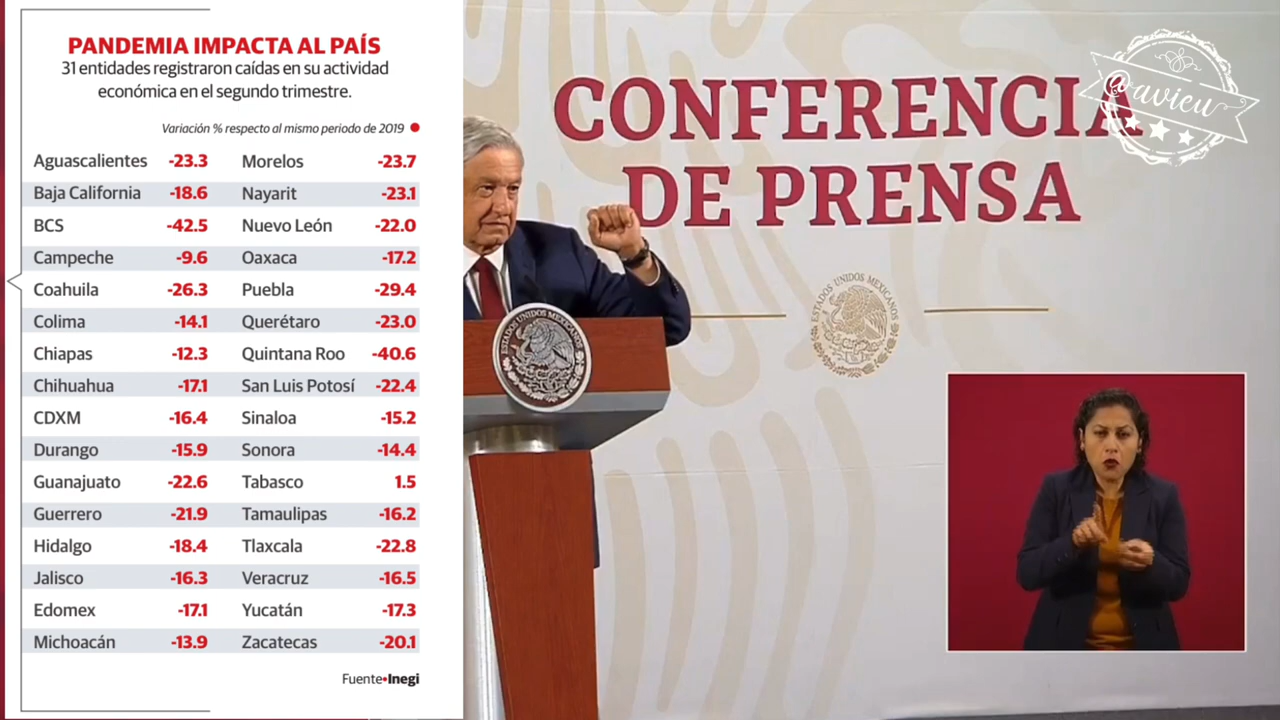 PANDEMIA IMPACTA AL PAÍS
31 entidades registraron caídas en su actividad
económica en el segundo trimestre.
Variación % respecto al mismo periodo de 2019
Aguascalientes -23.3 Morelos -23.7
Baja California -18.6 Nayarit -23.1
BCS -42.5 Nuevo León -22.0
Campeche -9.6 Oaxaca -17.2
Coahuila -26.3 Puebla -29.4
Colima -14.1 Querétaro -23.0
Chiapas -12.3 Quintana Roo -40.6
Chihuahua -17.1 San Luis Potosí -22.4
CDXM -16.4 Sinaloa -15.2
Durango -15.9 Sonora -14.4
Guanajuato -22.6 Tabasco 1.5
Guerrero -21.9 Tamaulipas -16.2
Hidalgo -18.4 Tlaxcala -22.8
Jalisco -16.3 Veracruz -16.5
Edomex -17.1 Yucatán -17.3
Michoacán -13.9 Zacatecas -20.1
Fuente•Inegi
CONFERENCIA
DE PRENSA
@avieu
ESTADOS UNIDOS MEXICANOS
ESTADOS UNIDOS MEXICANOS